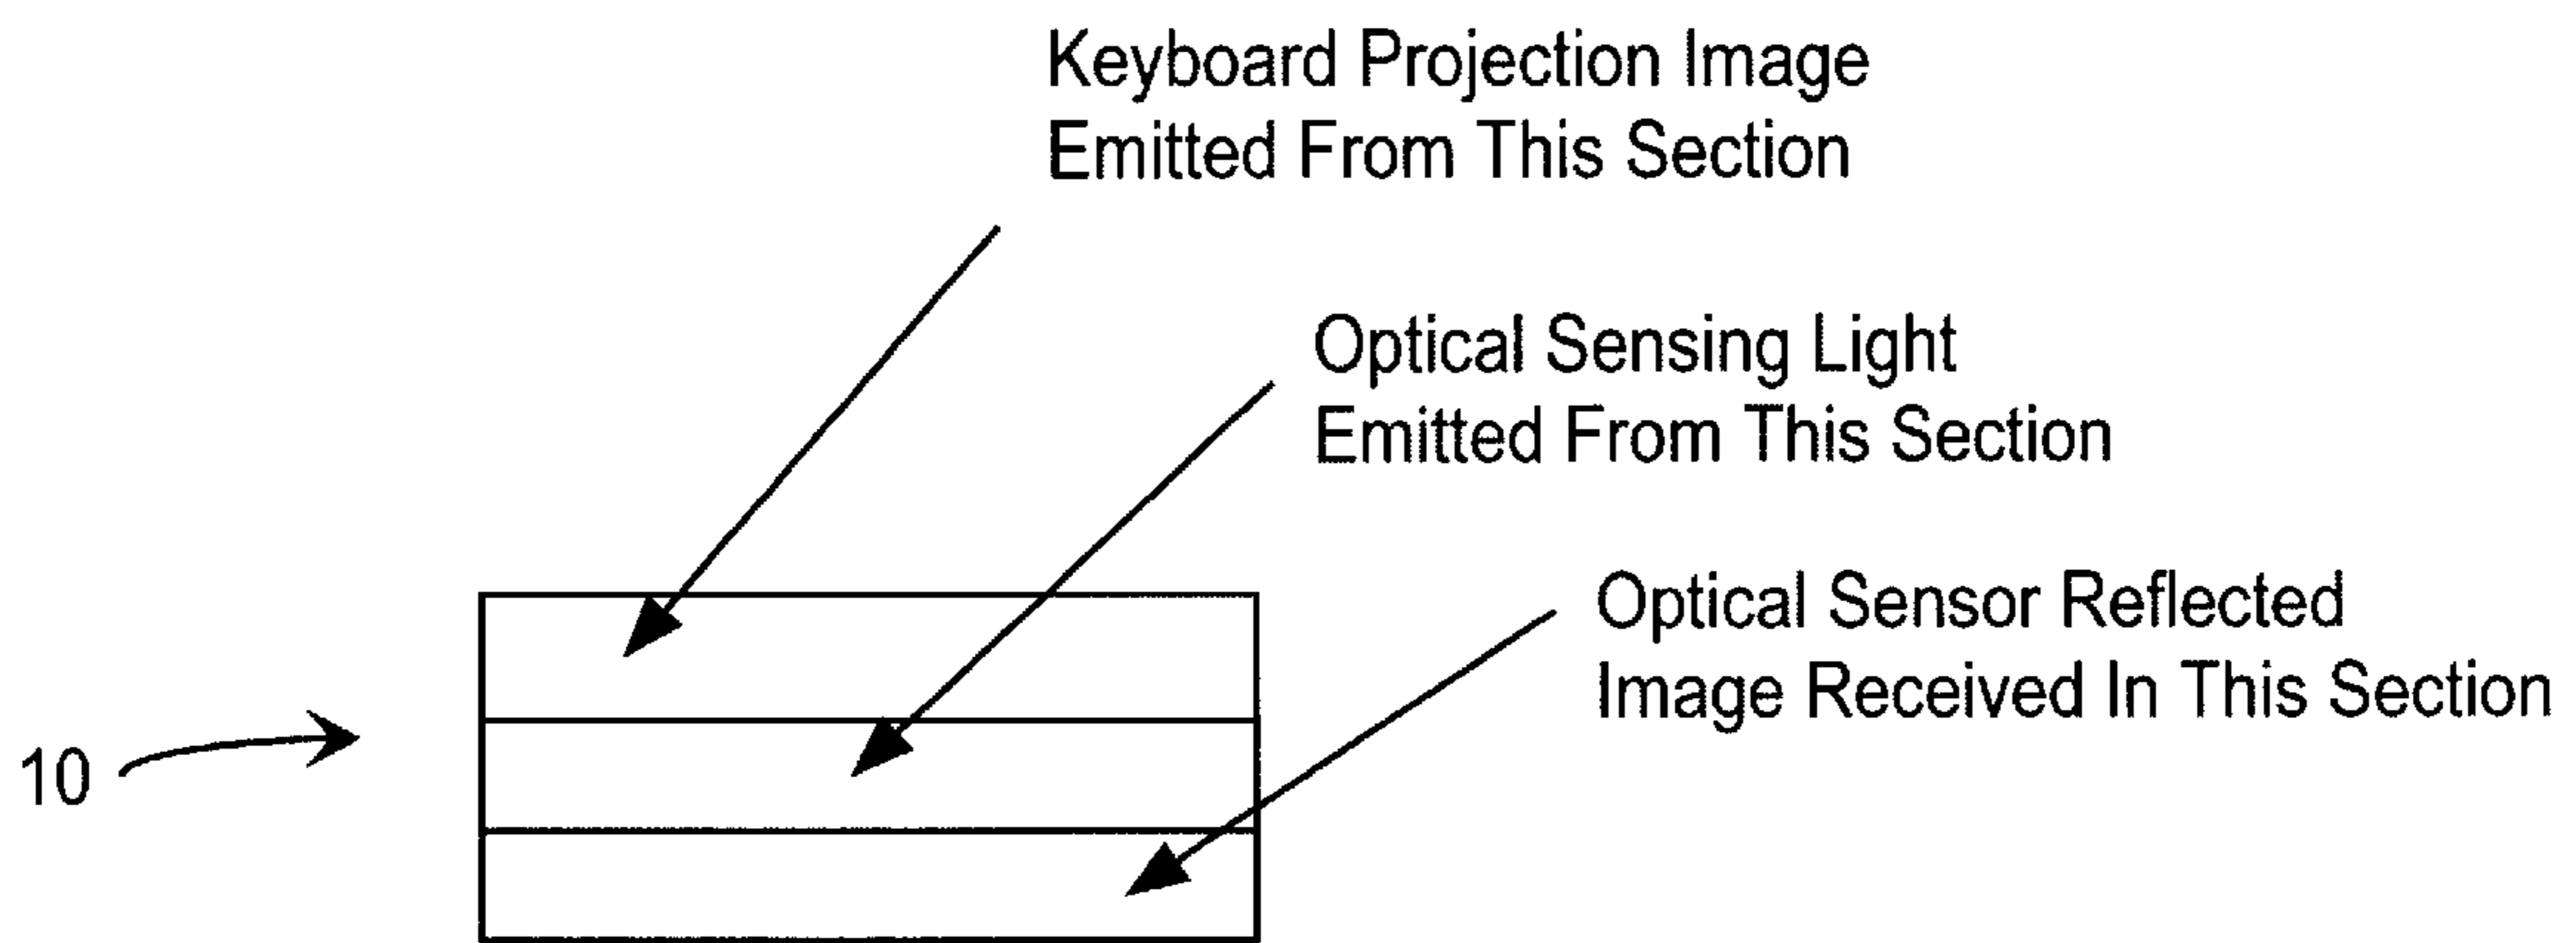 Keyboard Projection Image
Emitted From This Section
Optical Sensing Light
Emitted From This Section
Optical Sensor Reflected
Image Received In This Section
10